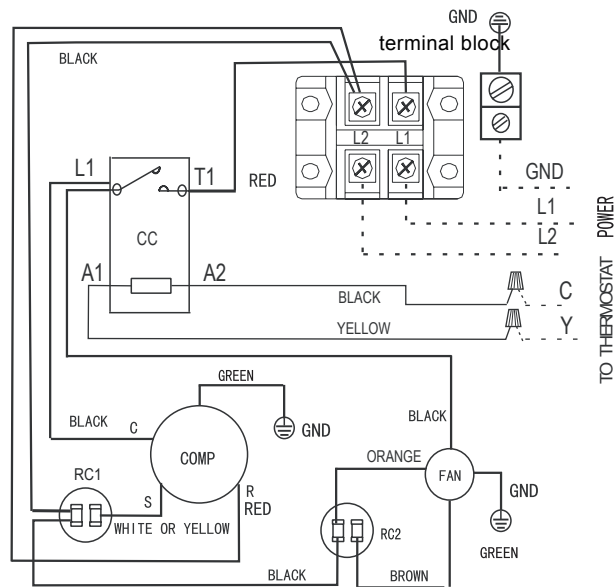 GND
terminal block
BLACK
L2 L1
L1 T1 RED
GND
L1
L2
CC
A1 A2
BLACK C
YELLOW Y
TO THERMOSTAT POWER
GREEN
BLACK C
GND
BLACK
COMP
ORANGE
RC1
FAN
S R
RED
GND
WHITE OR YELLOW
RC2
GREEN
BLACK BROWN